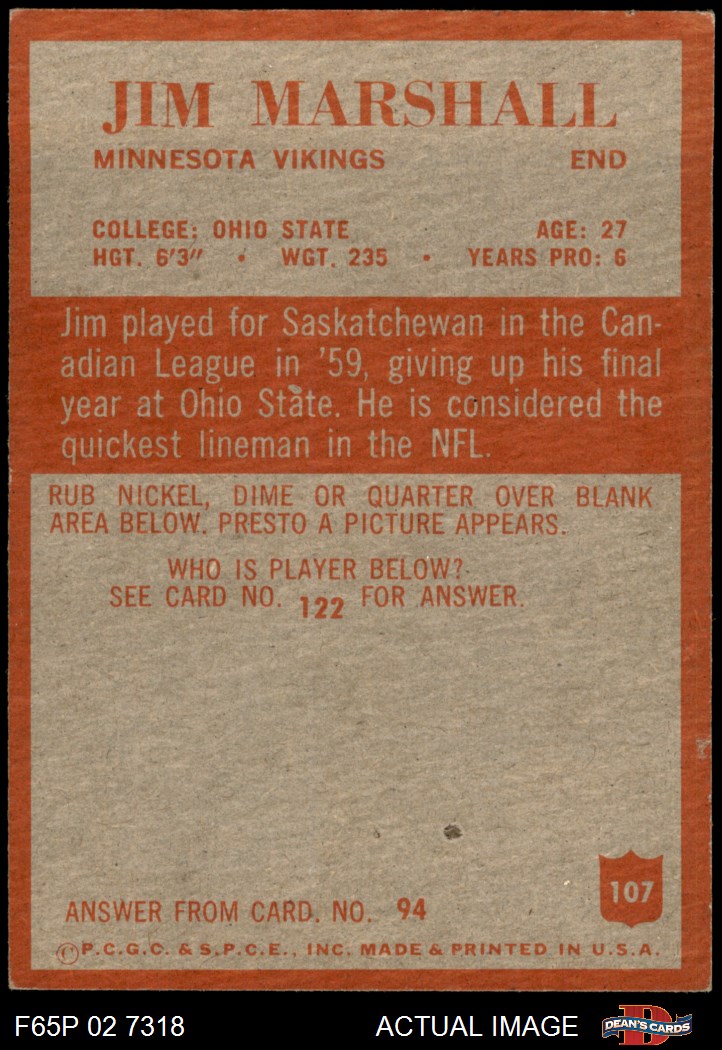 JIM MARSHALL
MINNESOTA VIKINGS END
COLLEGE: OHIO STATE AGE: 27
HGT. 6'3" • WGT. 235 • YEARS PRO: 6
Jim played for Saskatchewan in the Can-
adian League in '59, giving up his final
year at Ohio State. He is considered the
quickest lineman in the NFL.
RUB NICKEL, DIME OR QUARTER OVER BLANK
AREA BELOW. PRESTO A PICTURE APPEARS.
WHO IS PLAYER BELOW?
SEE CARD NO. 122 FOR ANSWER.
107
ANSWER FROM CARD. NO. 94
©P.C.G.C. & S.P.C.E., INC. MADE & PRINTED IN U.S.A.
F65P 02 7318 ACTUAL IMAGE D DEAN'S CARDS